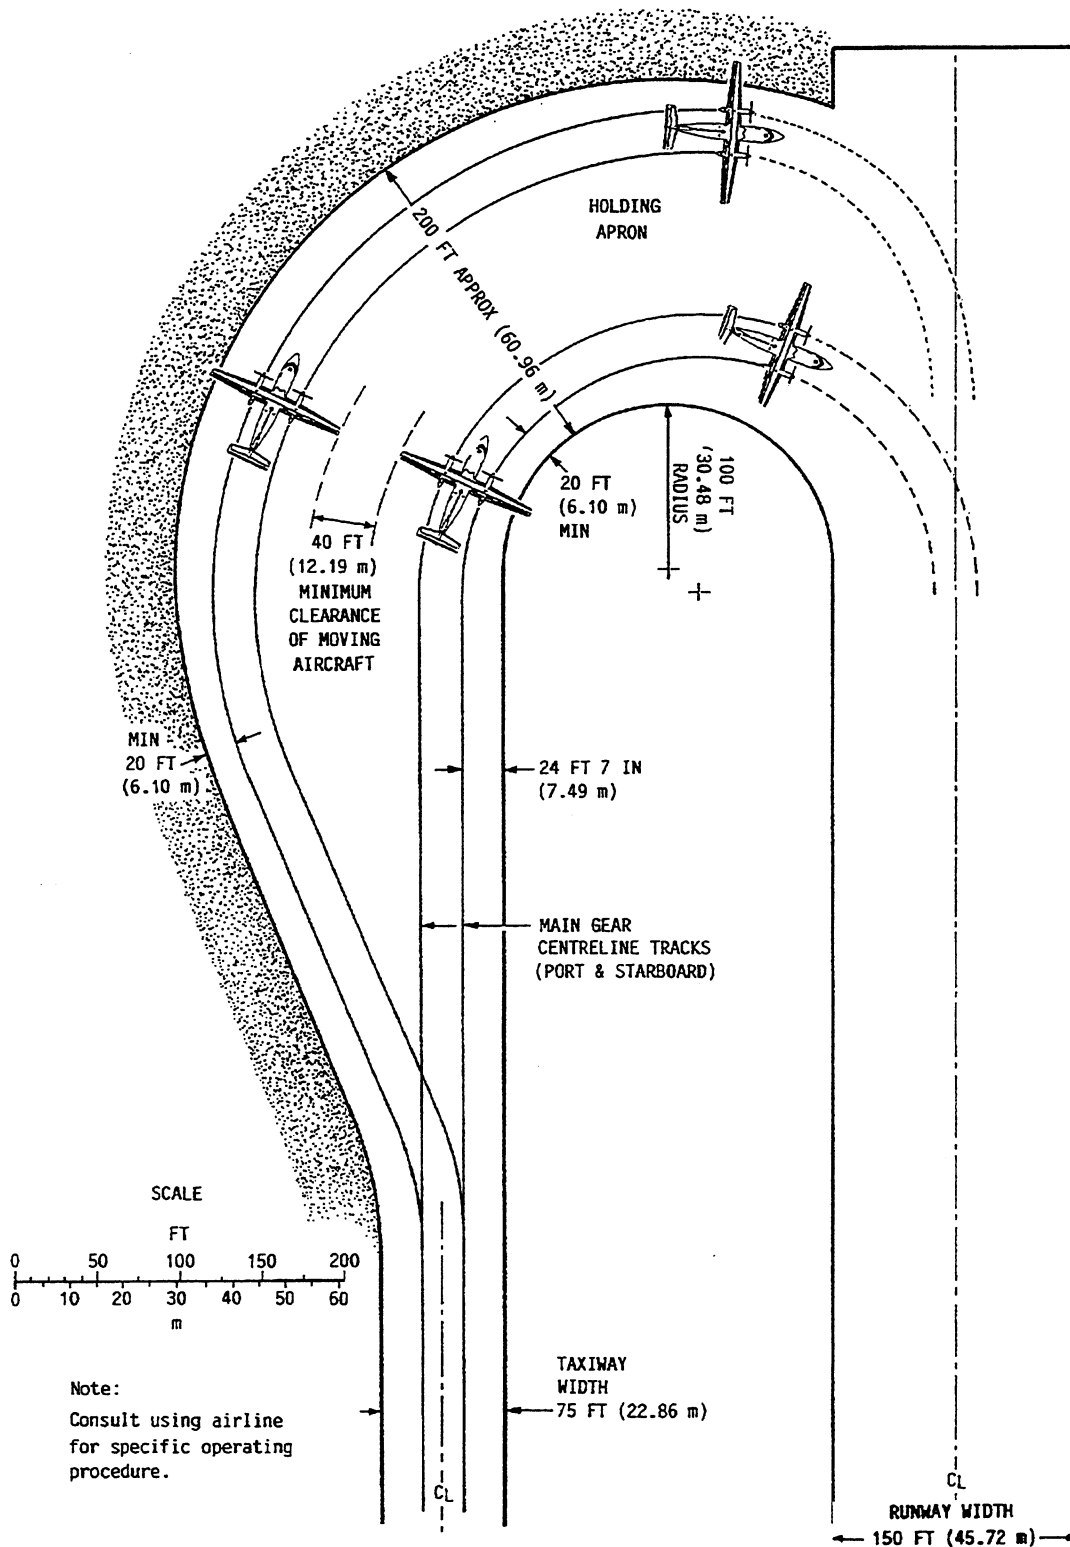 HOLDING
APRON
200 FT APPROX (60.96 m)
100 FT
(30.48 m)
RADIUS
20 FT
(6.10 m)
MIN
40 FT
(12.19 m)
MINIMUM
CLEARANCE
OF MOVING
AIRCRAFT
MIN
20 FT
(6.10 m)
24 FT 7 IN
(7.49 m)
MAIN GEAR
CENTRELINE TRACKS
(PORT & STARBOARD)
SCALE
FT
0 50 100 150 200
0 10 20 30 40 50 60
m
Note:
Consult using airline
for specific operating
procedure.
TAXIWAY
WIDTH
75 FT (22.86 m)
CL
CL
RUNWAY WIDTH
150 FT (45.72 m)